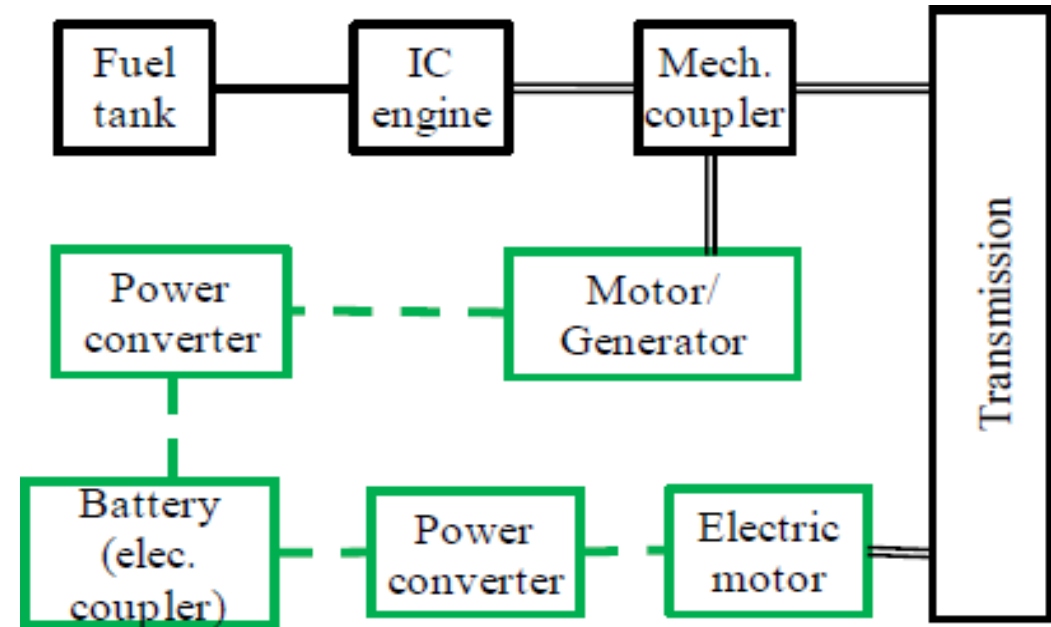 Fuel
tank
IC
engine
Mech.
coupler
Transmission
Power
converter
Motor/
Generator
Battery
(elec.
coupler)
Power
converter
Electric
motor